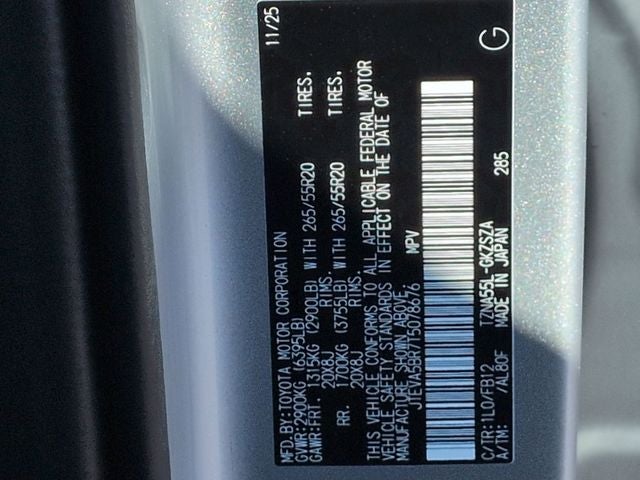 MFD.BY:TOYOTA MOTOR CORPORATION 11/25
GVWR:2900KG (6395LB)
GAWR:FRT. 1315KG (2900LB) WITH 265/55R20 TIRES.
20X8J RIMS.
RR. 1700KG (3755LB) WITH 265/55R20 TIRES.
20X8J RIMS.
THIS VEHICLE CONFORMS TO ALL APPLICABLE FEDERAL MOTOR
VEHICLE SAFETY STANDARDS IN EFFECT ON THE DATE OF
MANUFACTURE SHOWN ABOVE.
JTEVA5BR7T5078676 MPV
C/TR:1L0/FB12 TZNA55L-GKZSZA
A/TM: /AL80F MADE IN JAPAN 285
G